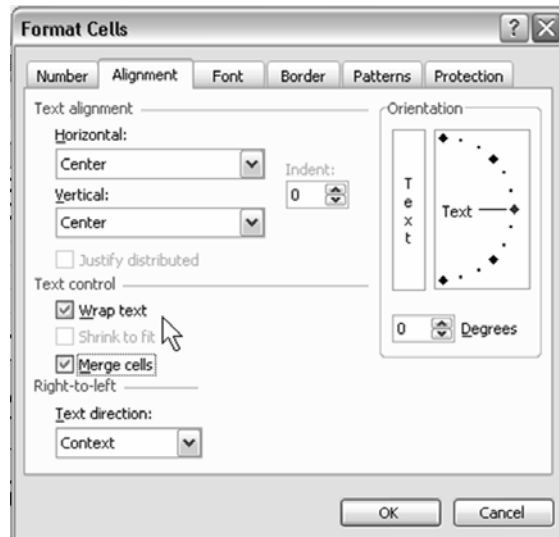 Format Cells
Number Alignment Font Border Patterns Protection
Text alignment
Horizontal:
Center
Indent:
0
Vertical:
Center
Justify distributed
Text control
Wrap text
Shrink to fit
Merge cells
Right-to-left
Text direction:
Context
Orientation
Text
Text
0 Degrees
OK Cancel